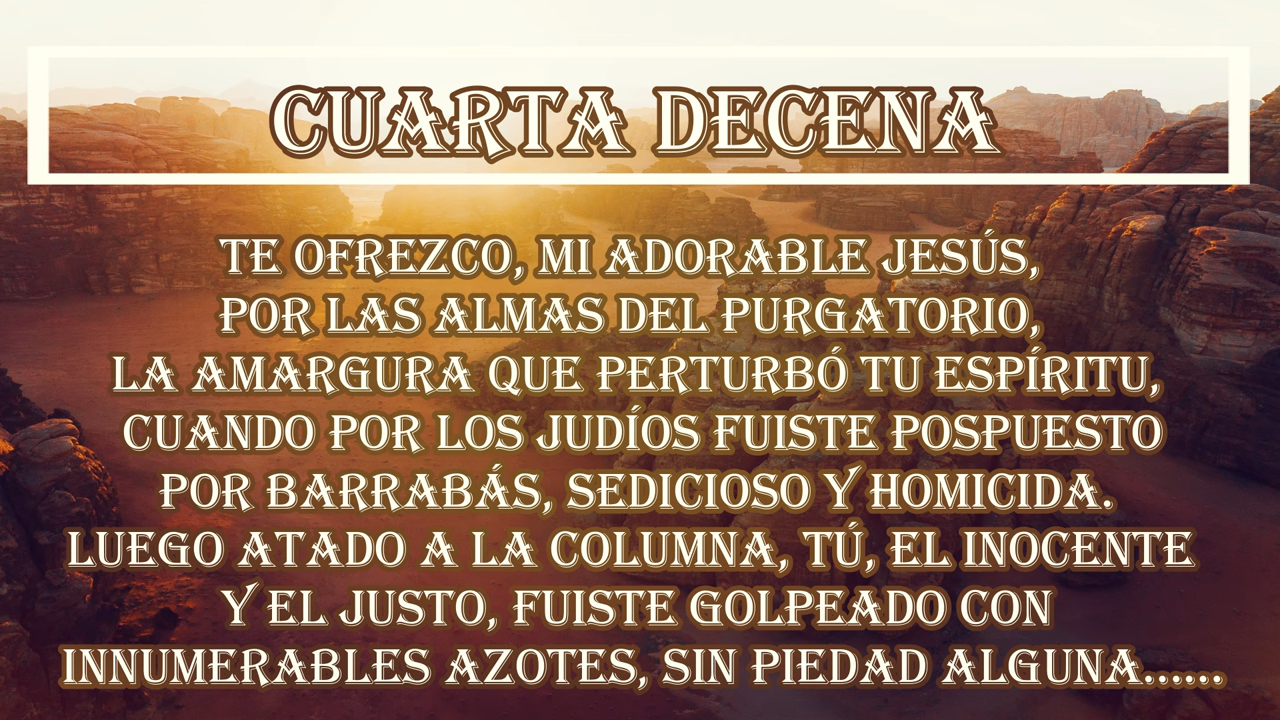 CUARTA DECENA
TE OFREZCO, MI ADORABLE JESÚS,
POR LAS ALMAS DEL PURGATORIO,
LA AMARGURA QUE PERTURBÓ TU ESPÍRITU,
CUANDO POR LOS JUDÍOS FUISTE POSPUESTO
POR BARRABÁS, SEDICIOSO Y HOMICIDA.
LUEGO ATADO A LA COLUMNA, TÚ, EL INOCENTE
Y EL JUSTO, FUISTE GOLPEADO CON
INNUMERABLES AZOTES, SIN PIEDAD ALGUNA......